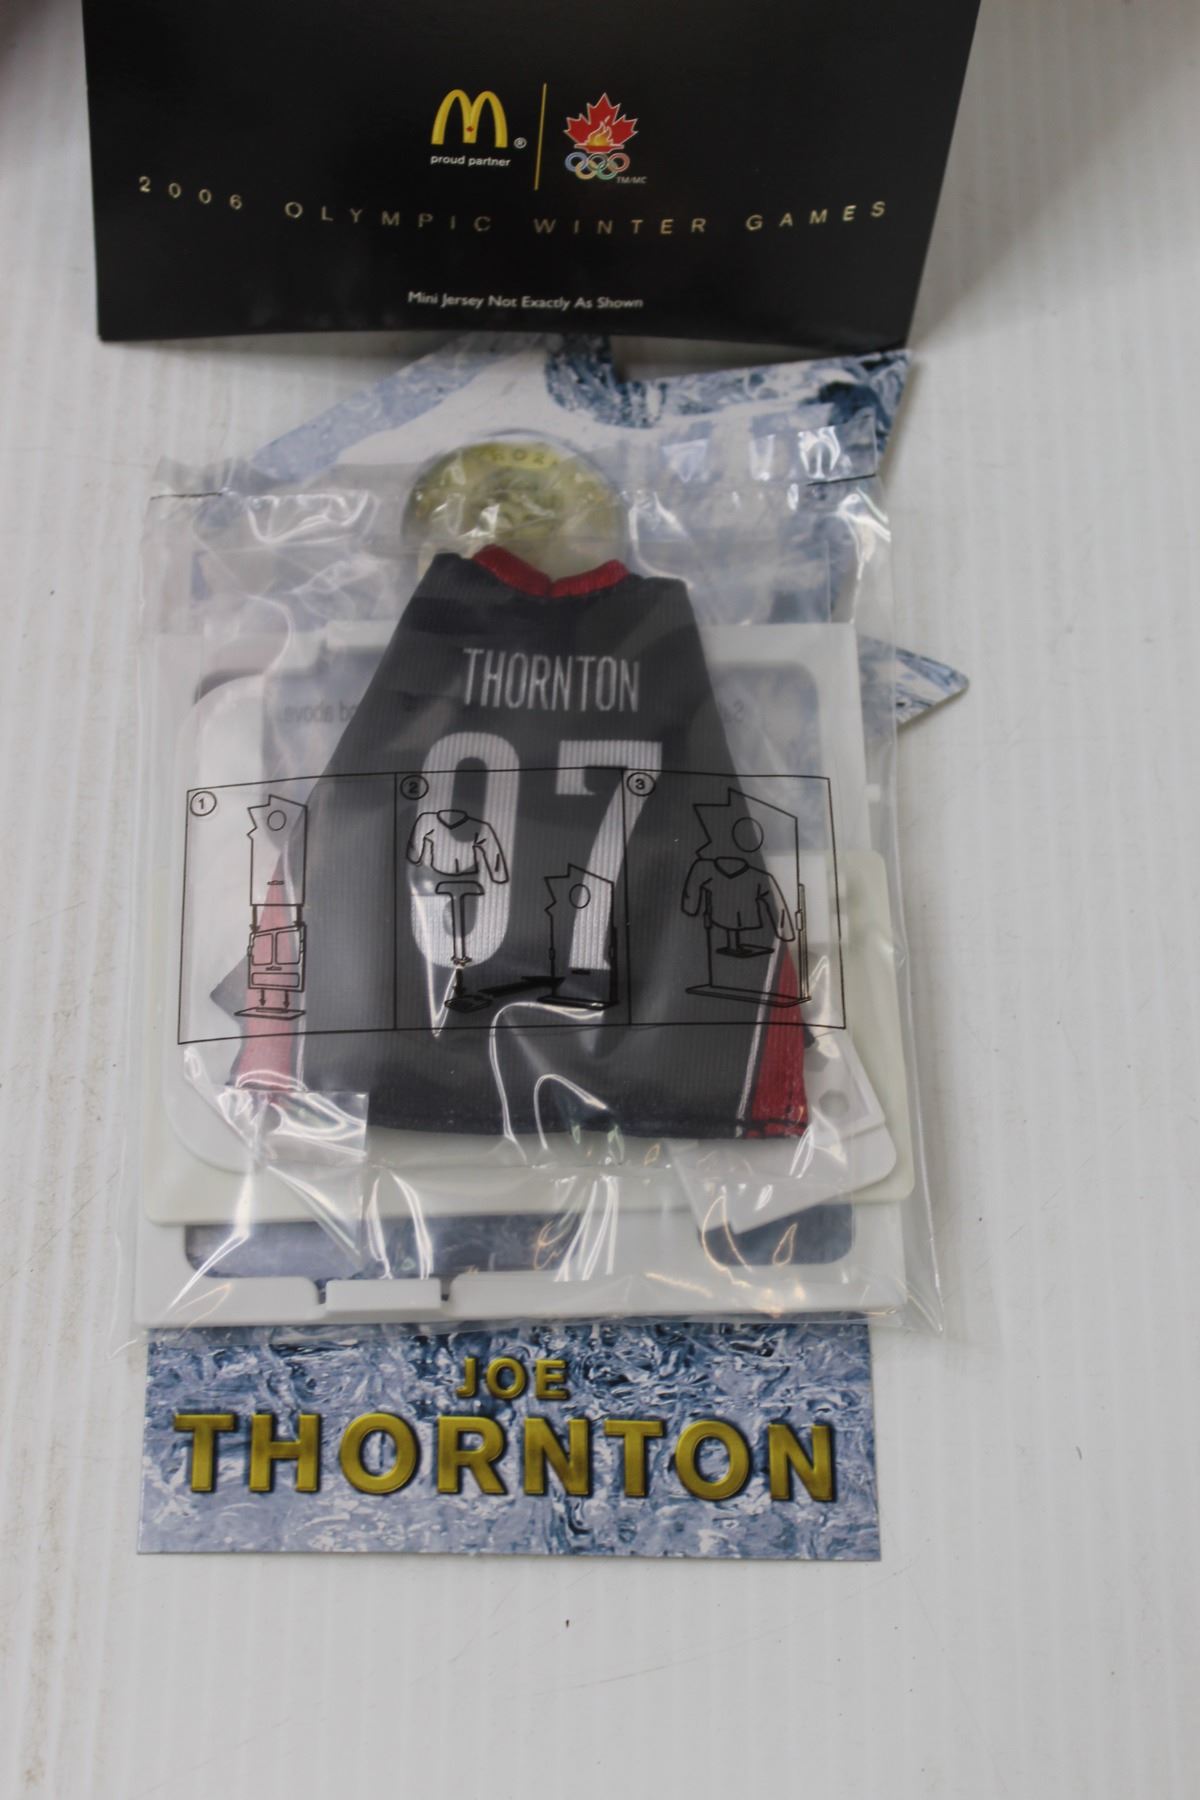 M®
proud partner
TM/MC
2006 OLYMPIC WINTER GAMES
Mini Jersey Not Exactly As Shown
THORNTON
97
d above.
1
2
3
JOE
THORNTON